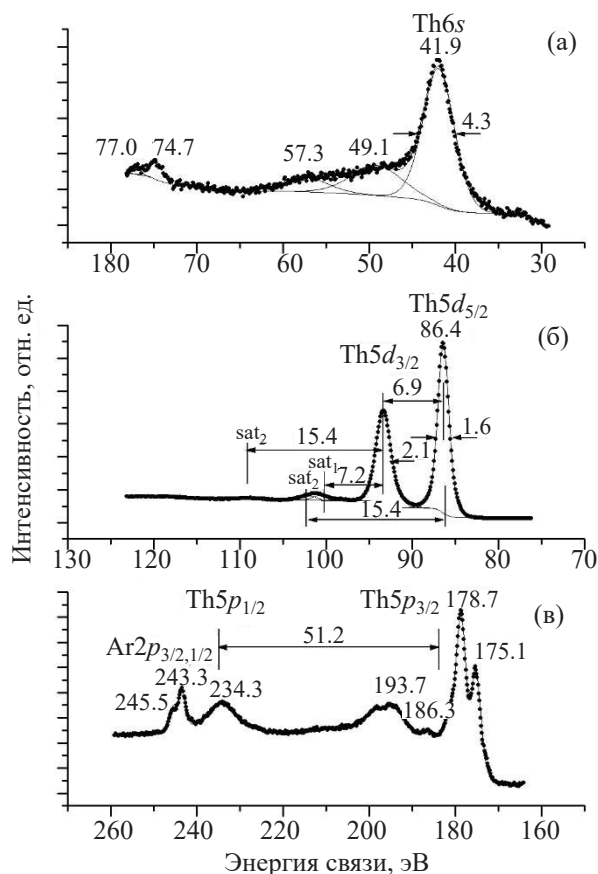 Th6s
41.9
(а)
77.0
74.7
57.3
49.1
4.3
180 70 60 50 40 30
Th5d5/2
86.4
(б)
Th5d3/2
6.9
sat2
15.4
sat1
7.2
2.1
1.6
sat2
15.4
130 120 110 100 90 80 70
Интенсивность, отн. ед.
Th5p1/2
Th5p3/2
178.7
(в)
51.2
175.1
Ar2p3/2,1/2
243.3
245.5
234.3
193.7
186.3
260 240 220 200 180 160
Энергия связи, эВ